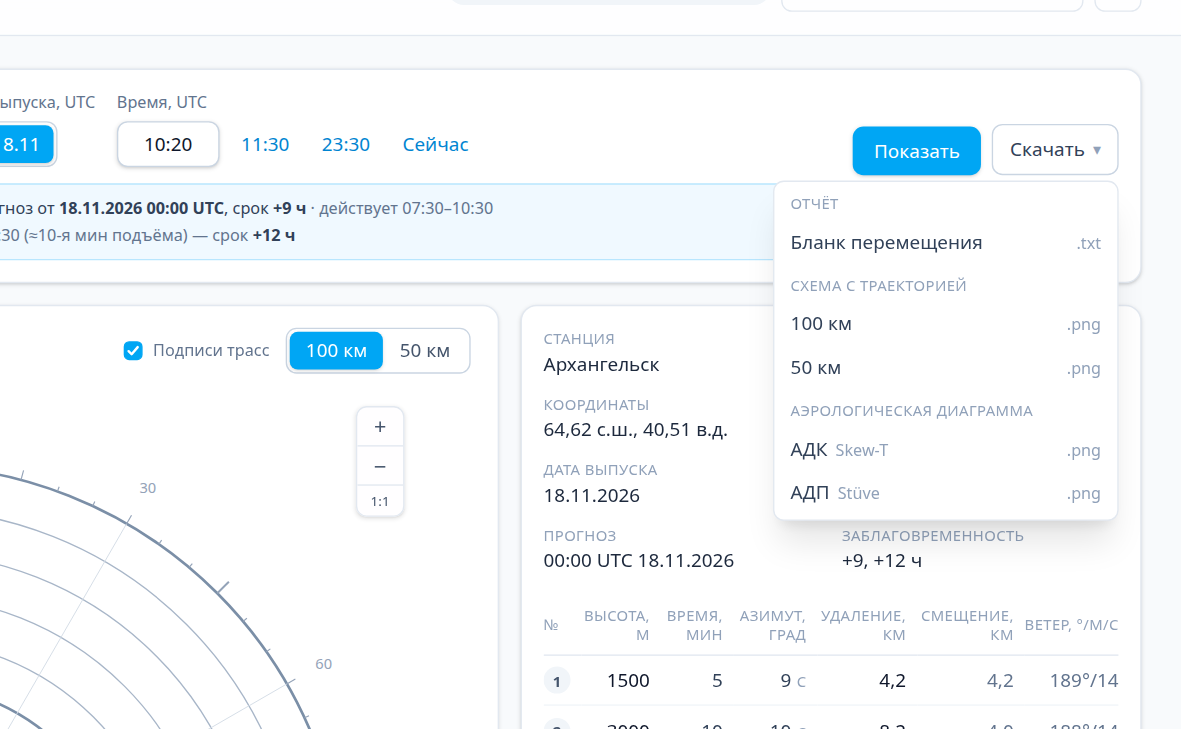 ыпуска, UTC
Время, UTC
8.11
10:20
11:30
23:30
Сейчас
Показать
Скачать ▾
гноз от 18.11.2026 00:00 UTC, срок +9 ч · действует 07:30–10:30
:30 (≈10-я мин подъёма) — срок +12 ч
ОТЧЁТ
Бланк перемещения .txt
СХЕМА С ТРАЕКТОРИЕЙ
100 км .png
50 км .png
АЭРОЛОГИЧЕСКАЯ ДИАГРАММА
АДК Skew-T .png
АДП Stüve .png
Подписи трасс
100 км
50 км
+
−
1:1
30
60
СТАНЦИЯ
Архангельск
КООРДИНАТЫ
64,62 с.ш., 40,51 в.д.
ДАТА ВЫПУСКА
18.11.2026
ПРОГНОЗ
00:00 UTC 18.11.2026
ЗАБЛАГОВРЕМЕННОСТЬ
+9, +12 ч
№ ВЫСОТА, М ВРЕМЯ, МИН АЗИМУТ, ГРАД УДАЛЕНИЕ, КМ СМЕЩЕНИЕ, КМ ВЕТЕР, °/М/С
1 1500 5 9 С 4,2 4,2 189°/14